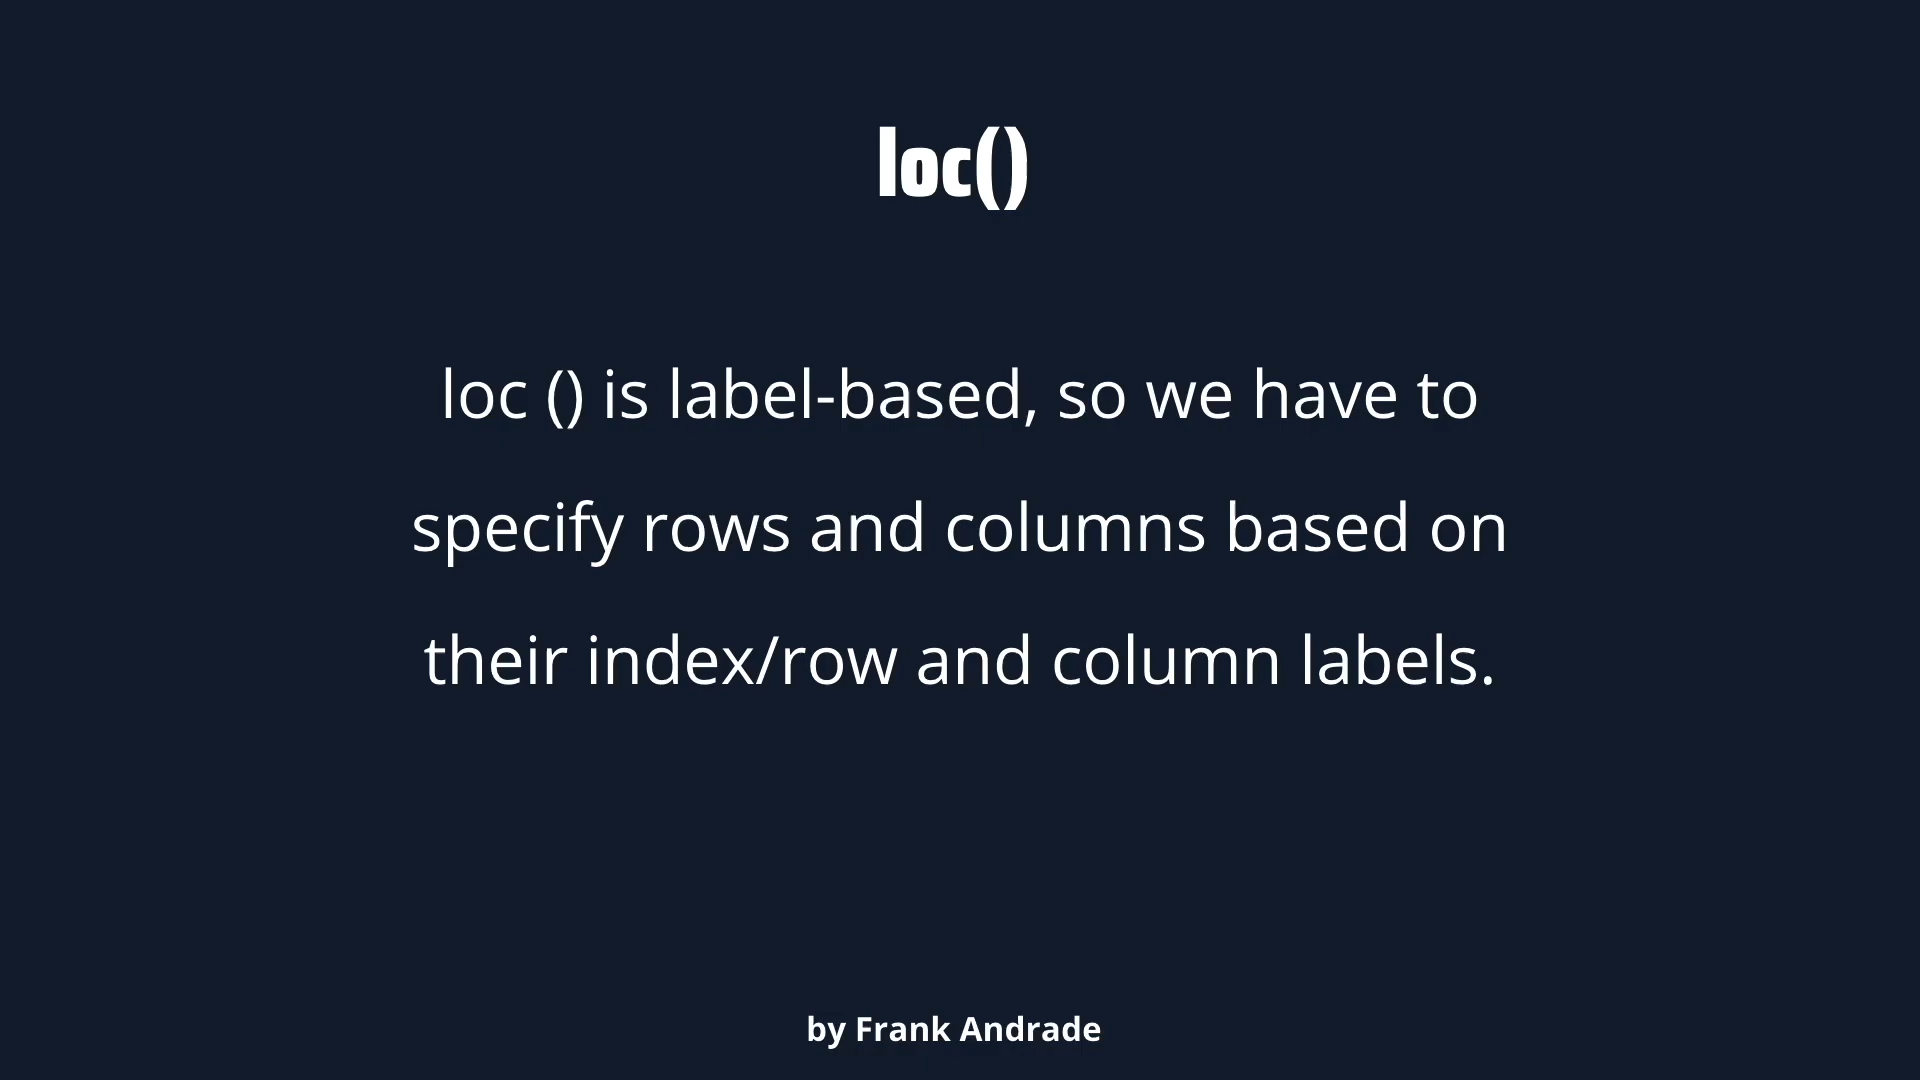 loc()
loc () is label-based, so we have to
specify rows and columns based on
their index/row and column labels.
by Frank Andrade